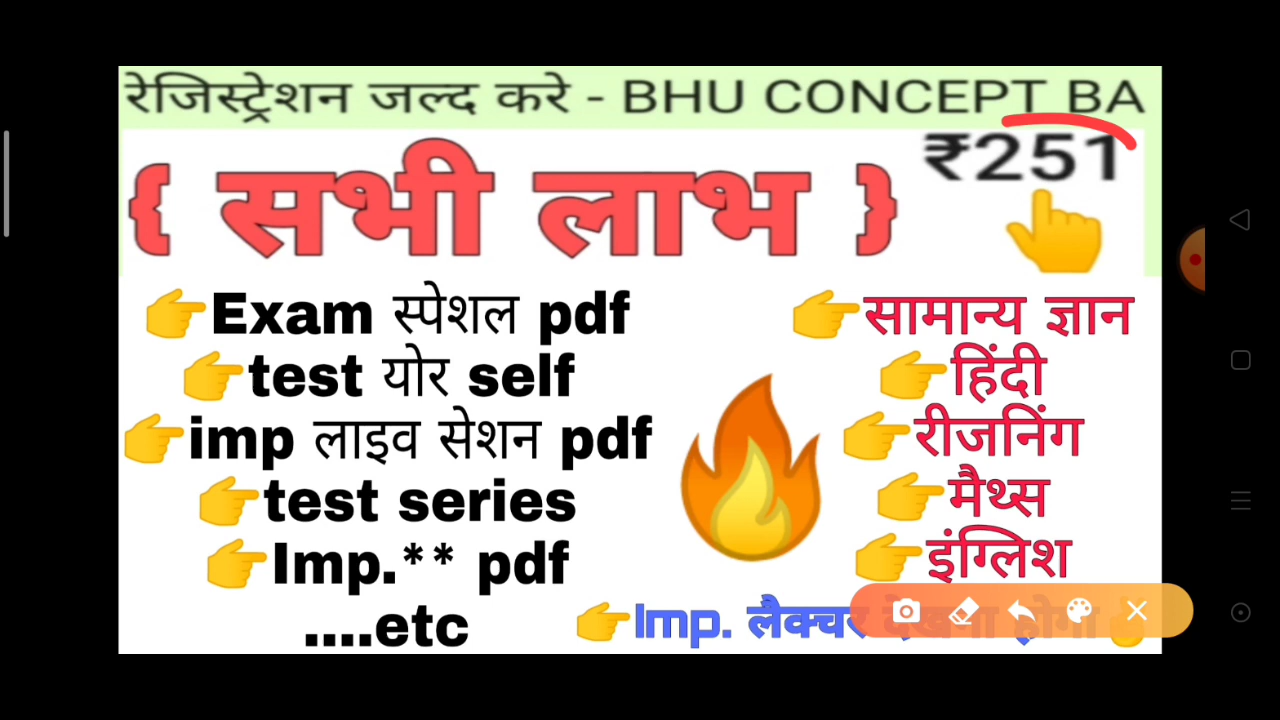 रेजिस्ट्रेशन जल्द करे - BHU CONCEPT BA
₹251
{ सभी लाभ }
Exam स्पेशल pdf
test योर self
imp लाइव सेशन pdf
test series
Imp.** pdf
....etc
सामान्य ज्ञान
हिंदी
रीजनिंग
मैथ्स
इंग्लिश
Imp. लैक्चर देखना होगा